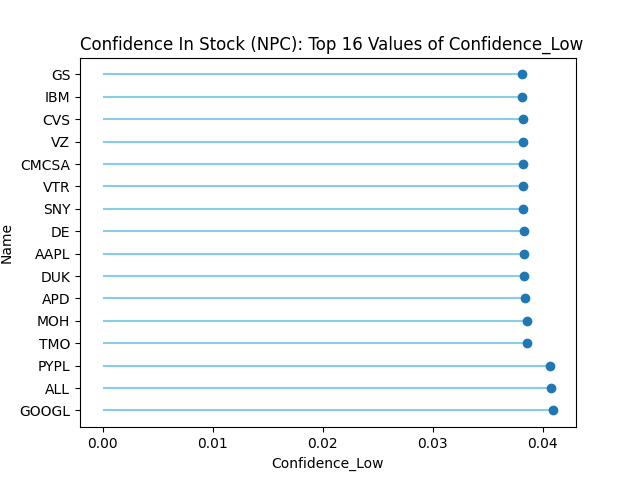 Confidence In Stock (NPC): Top 16 Values of Confidence_Low
GS
IBM
CVS
VZ
CMCSA
VTR
SNY
DE
AAPL
DUK
APD
MOH
TMO
PYPL
ALL
GOOGL
Name
0.00 0.01 0.02 0.03 0.04
Confidence_Low